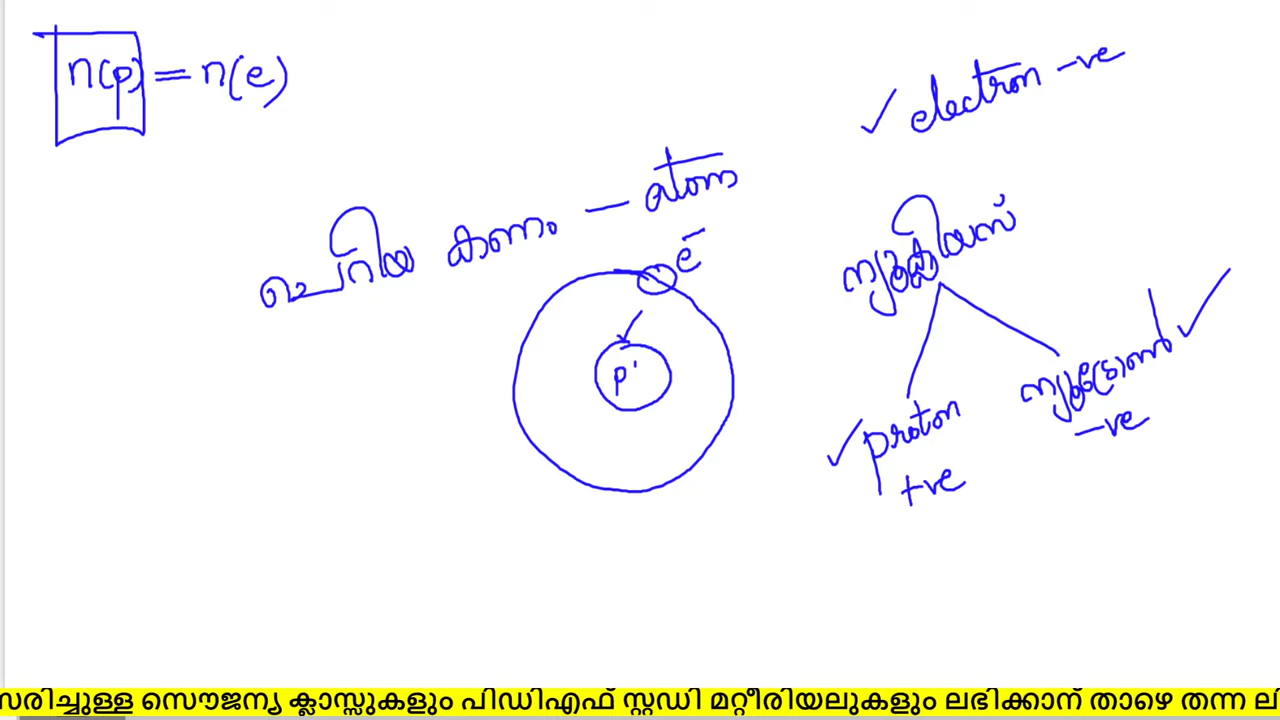 n(p) = n(e)
electron -ve
ചെറിയ കണം - atom
e⁻
p⁺
ന്യൂക്ലിയസ്
ന്യൂട്രോൺ
-ve
proton
+ve
സരിച്ചുള്ള സൌജന്യ ക്ലാസ്സുകളും പിഡിഎഫ് സ്റ്റഡി മറ്റീരിയലുകളും ലഭിക്കാന് താഴെ തന്ന ലി